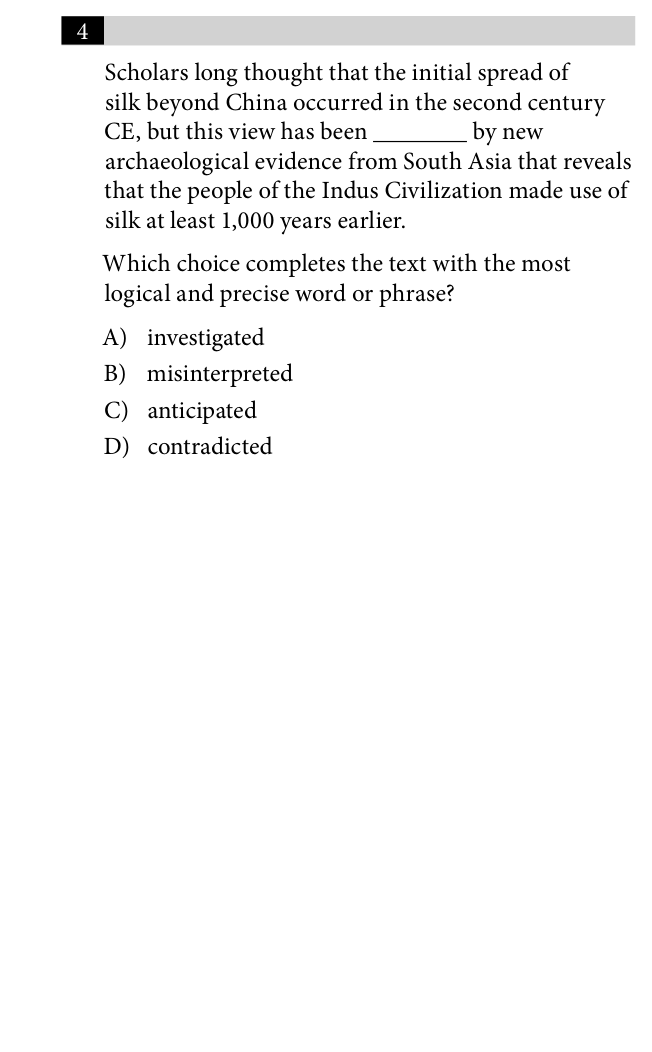 4
Scholars long thought that the initial spread of
silk beyond China occurred in the second century
CE, but this view has been ________ by new
archaeological evidence from South Asia that reveals
that the people of the Indus Civilization made use of
silk at least 1,000 years earlier.
Which choice completes the text with the most
logical and precise word or phrase?
A) investigated
B) misinterpreted
C) anticipated
D) contradicted